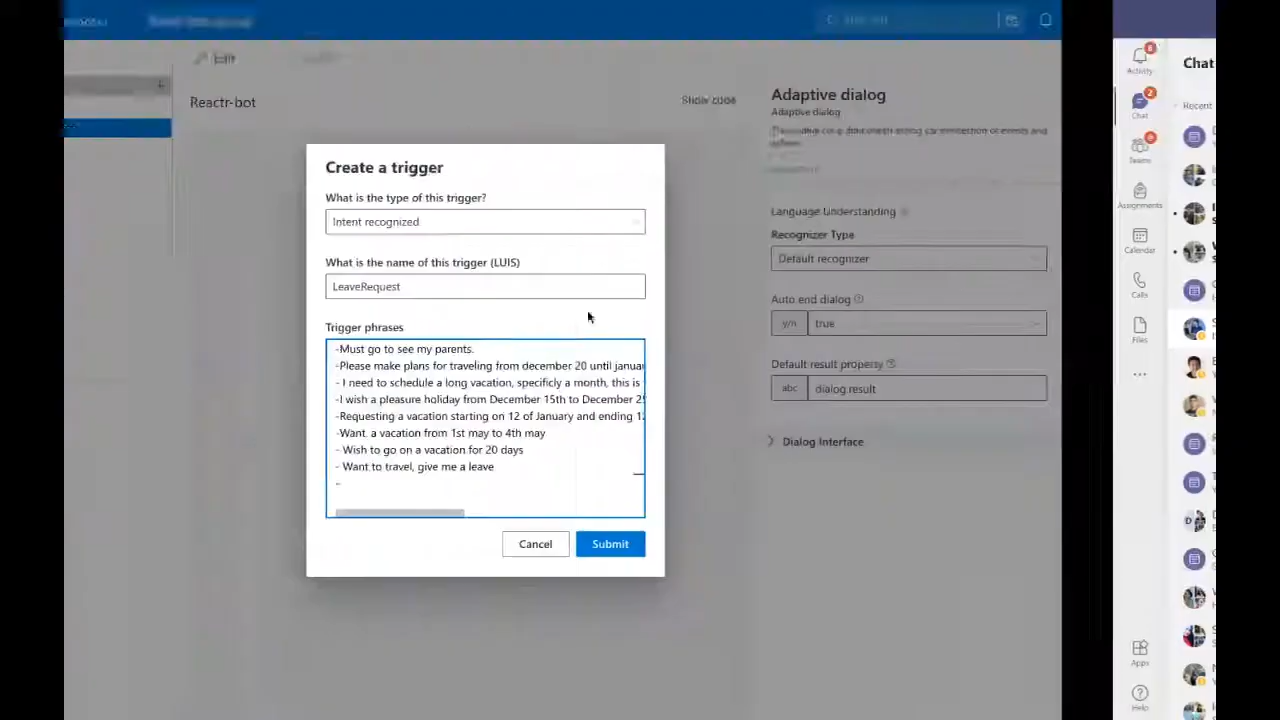 Edit
Reactr-bot
Show code
Adaptive dialog
Adaptive dialog
Language Understanding
Recognizer Type
Default recognizer
Auto end dialog
y/n true
Default result property
abc dialog.result
Dialog Interface
Create a trigger
What is the type of this trigger?
Intent recognized
What is the name of this trigger (LUIS)
LeaveRequest
Trigger phrases
-Must go to see my parents.
-Please make plans for traveling from december 20 until januar
- I need to schedule a long vacation, specificly a month, this is
-I wish a pleasure holiday from December 15th to December 25
-Requesting a vacation starting on 12 of January and ending 1
-Want. a vacation from 1st may to 4th may
- Wish to go on a vacation for 20 days
- Want to travel, give me a leave
-
Cancel
Submit
Activity
Chat
2
Teams
Assignments
Calendar
Calls
Files
...
Apps
Help
Chat
Recent
D